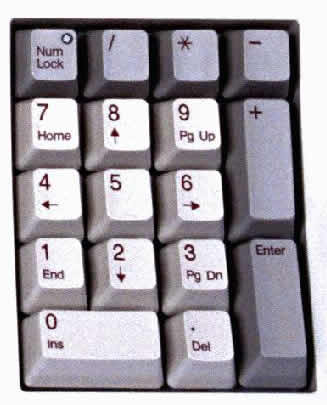 Num
Lock
/
*
-
7
Home
8
↑
9
Pg Up
+
4
←
5
6
→
1
End
2
↓
3
Pg Dn
Enter
0
Ins
.
Del